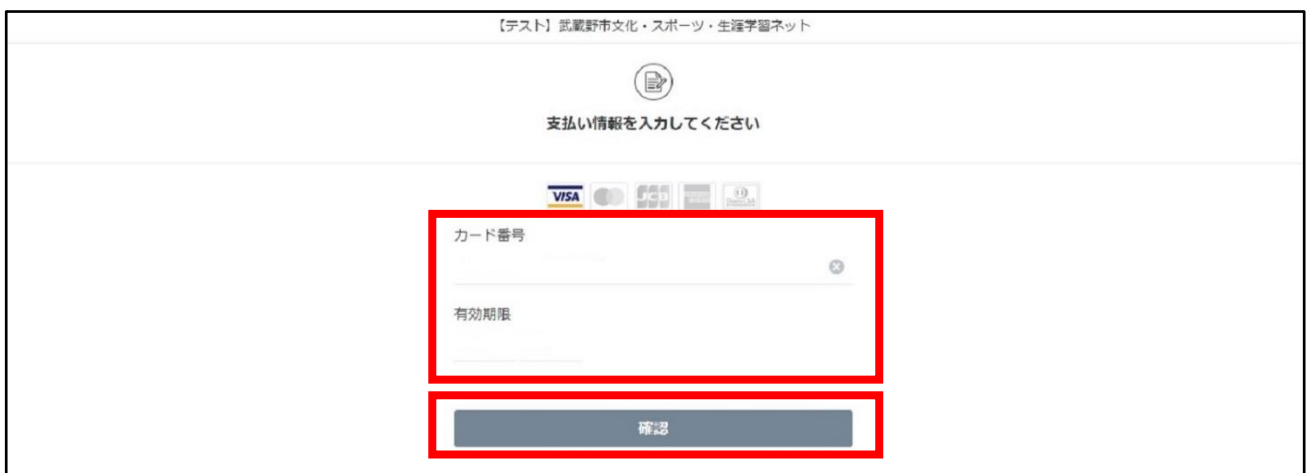 【テスト】武蔵野市文化・スポーツ・生涯学習ネット
支払い情報を入力してください
VISA
JCB
カード番号
有効期限
確認